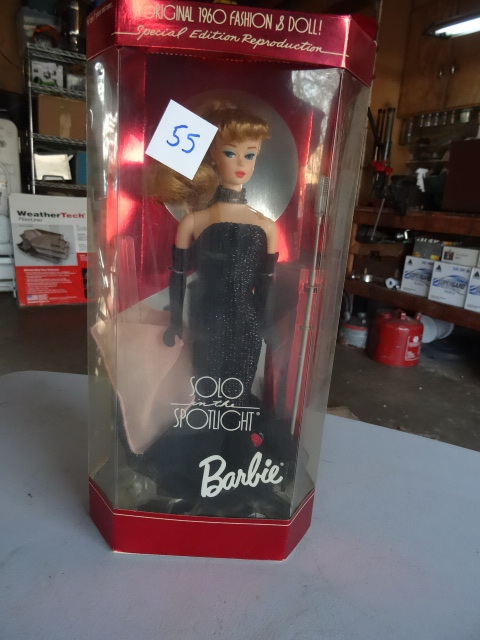 ORIGINAL 1960 FASHION & DOLL!
Special Edition Reproduction
55
WeatherTech
SOLO
in the
SPOTLIGHT®
Barbie®